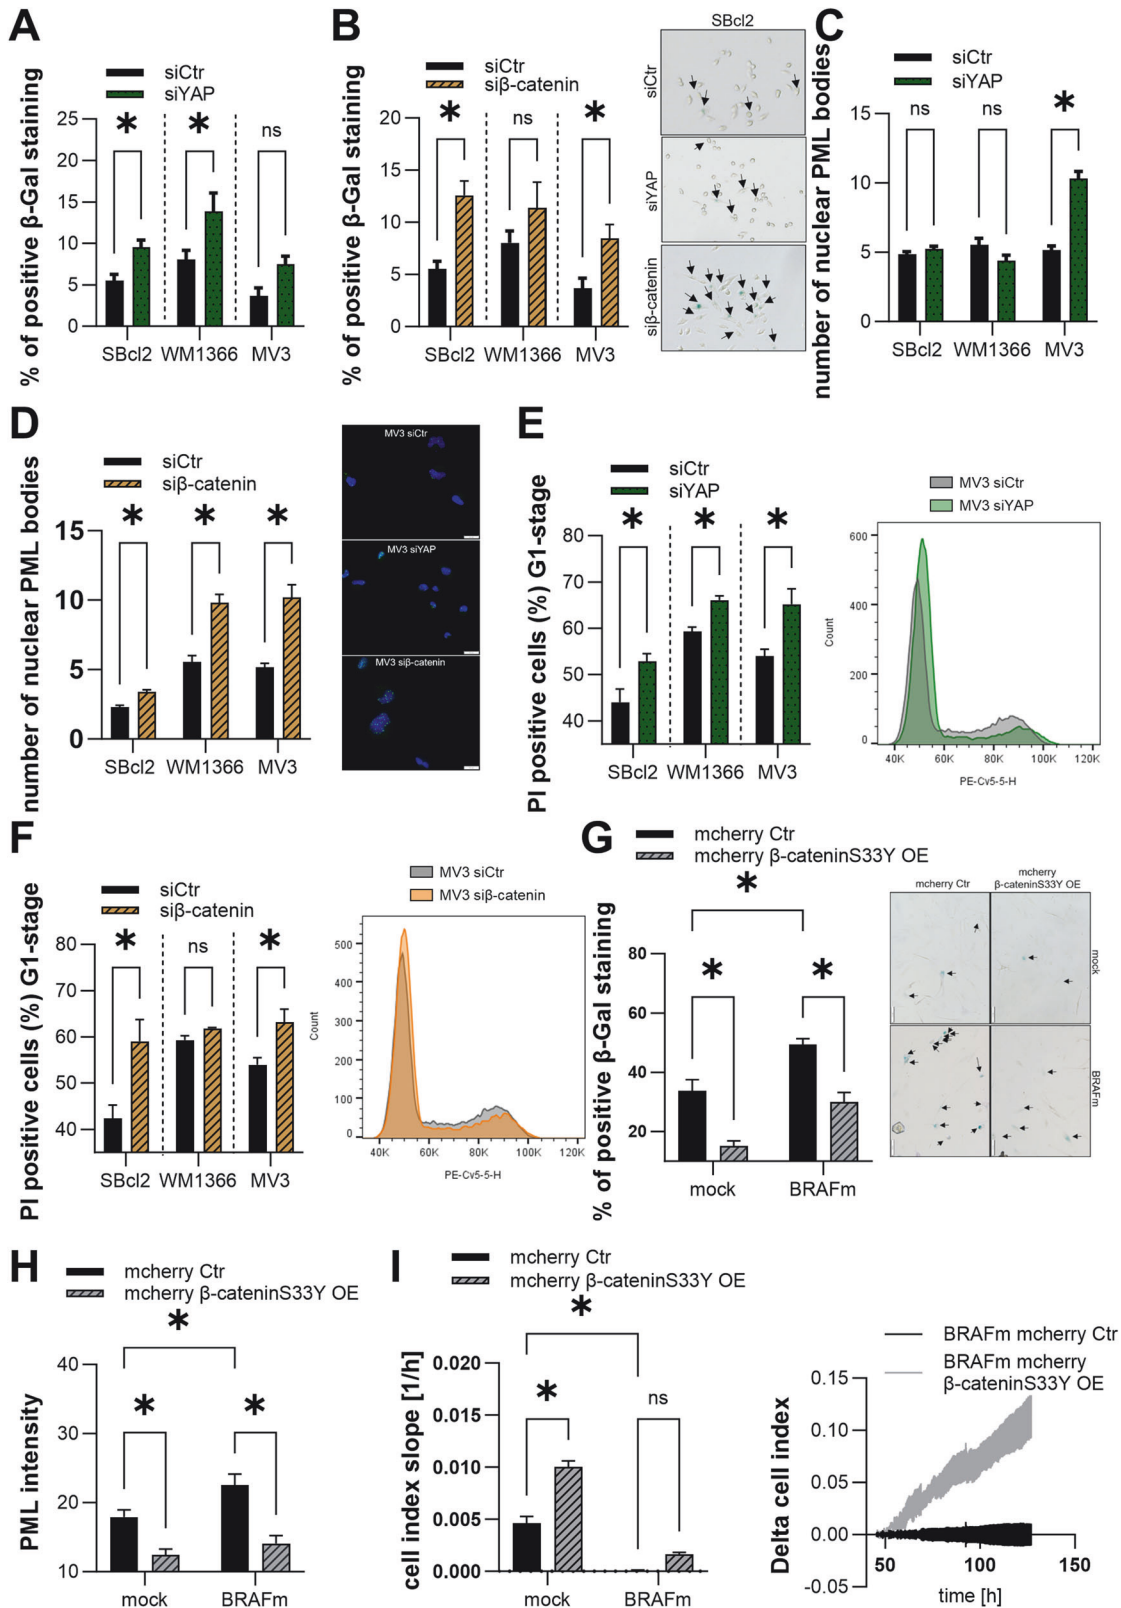 A
siCtr
siYAP
% of positive β-Gal staining
25
20
15
10
5
0
*
*
ns
SBcl2 WM1366 MV3
B
siCtr
siβ-catenin
% of positive β-Gal staining
20
15
10
5
0
*
ns
*
SBcl2 WM1366 MV3
SBcl2
siCtr
siYAP
siβ-catenin
C
siCtr
siYAP
number of nuclear PML bodies
15
10
5
0
ns
ns
*
SBcl2 WM1366 MV3
D
siCtr
siβ-catenin
number of nuclear PML bodies
15
10
5
0
*
*
*
SBcl2 WM1366 MV3
MV3 siCtr
MV3 siYAP
MV3 siβ-catenin
E
siCtr
siYAP
PI positive cells (%) G1-stage
80
70
60
50
40
*
*
*
SBcl2 WM1366 MV3
MV3 siCtr
MV3 siYAP
Count
600
400
200
0
40K 60K 80K 100K 120K
PE-Cv5-5-H
F
siCtr
siβ-catenin
PI positive cells (%) G1-stage
80
70
60
50
40
*
ns
*
SBcl2 WM1366 MV3
MV3 siCtr
MV3 siβ-catenin
Count
500
400
300
200
100
0
40K 60K 80K 100K 120K
PE-Cv5-5-H
G
mcherry Ctr
mcherry β-cateninS33Y OE
% of positive β-Gal staining
80
60
40
20
*
*
*
mock BRAFm
mcherry Ctr
mcherry
β-cateninS33Y OE
mock
BRAFm
H
mcherry Ctr
mcherry β-cateninS33Y OE
PML intensity
40
30
20
10
*
*
*
mock BRAFm
I
mcherry Ctr
mcherry β-cateninS33Y OE
cell index slope [1/h]
0.020
0.015
0.010
0.005
0.000
*
*
ns
mock BRAFm
BRAFm mcherry Ctr
BRAFm mcherry
β-cateninS33Y OE
Delta cell index
0.15
0.10
0.05
0.00
-0.05
50 100 150
time [h]